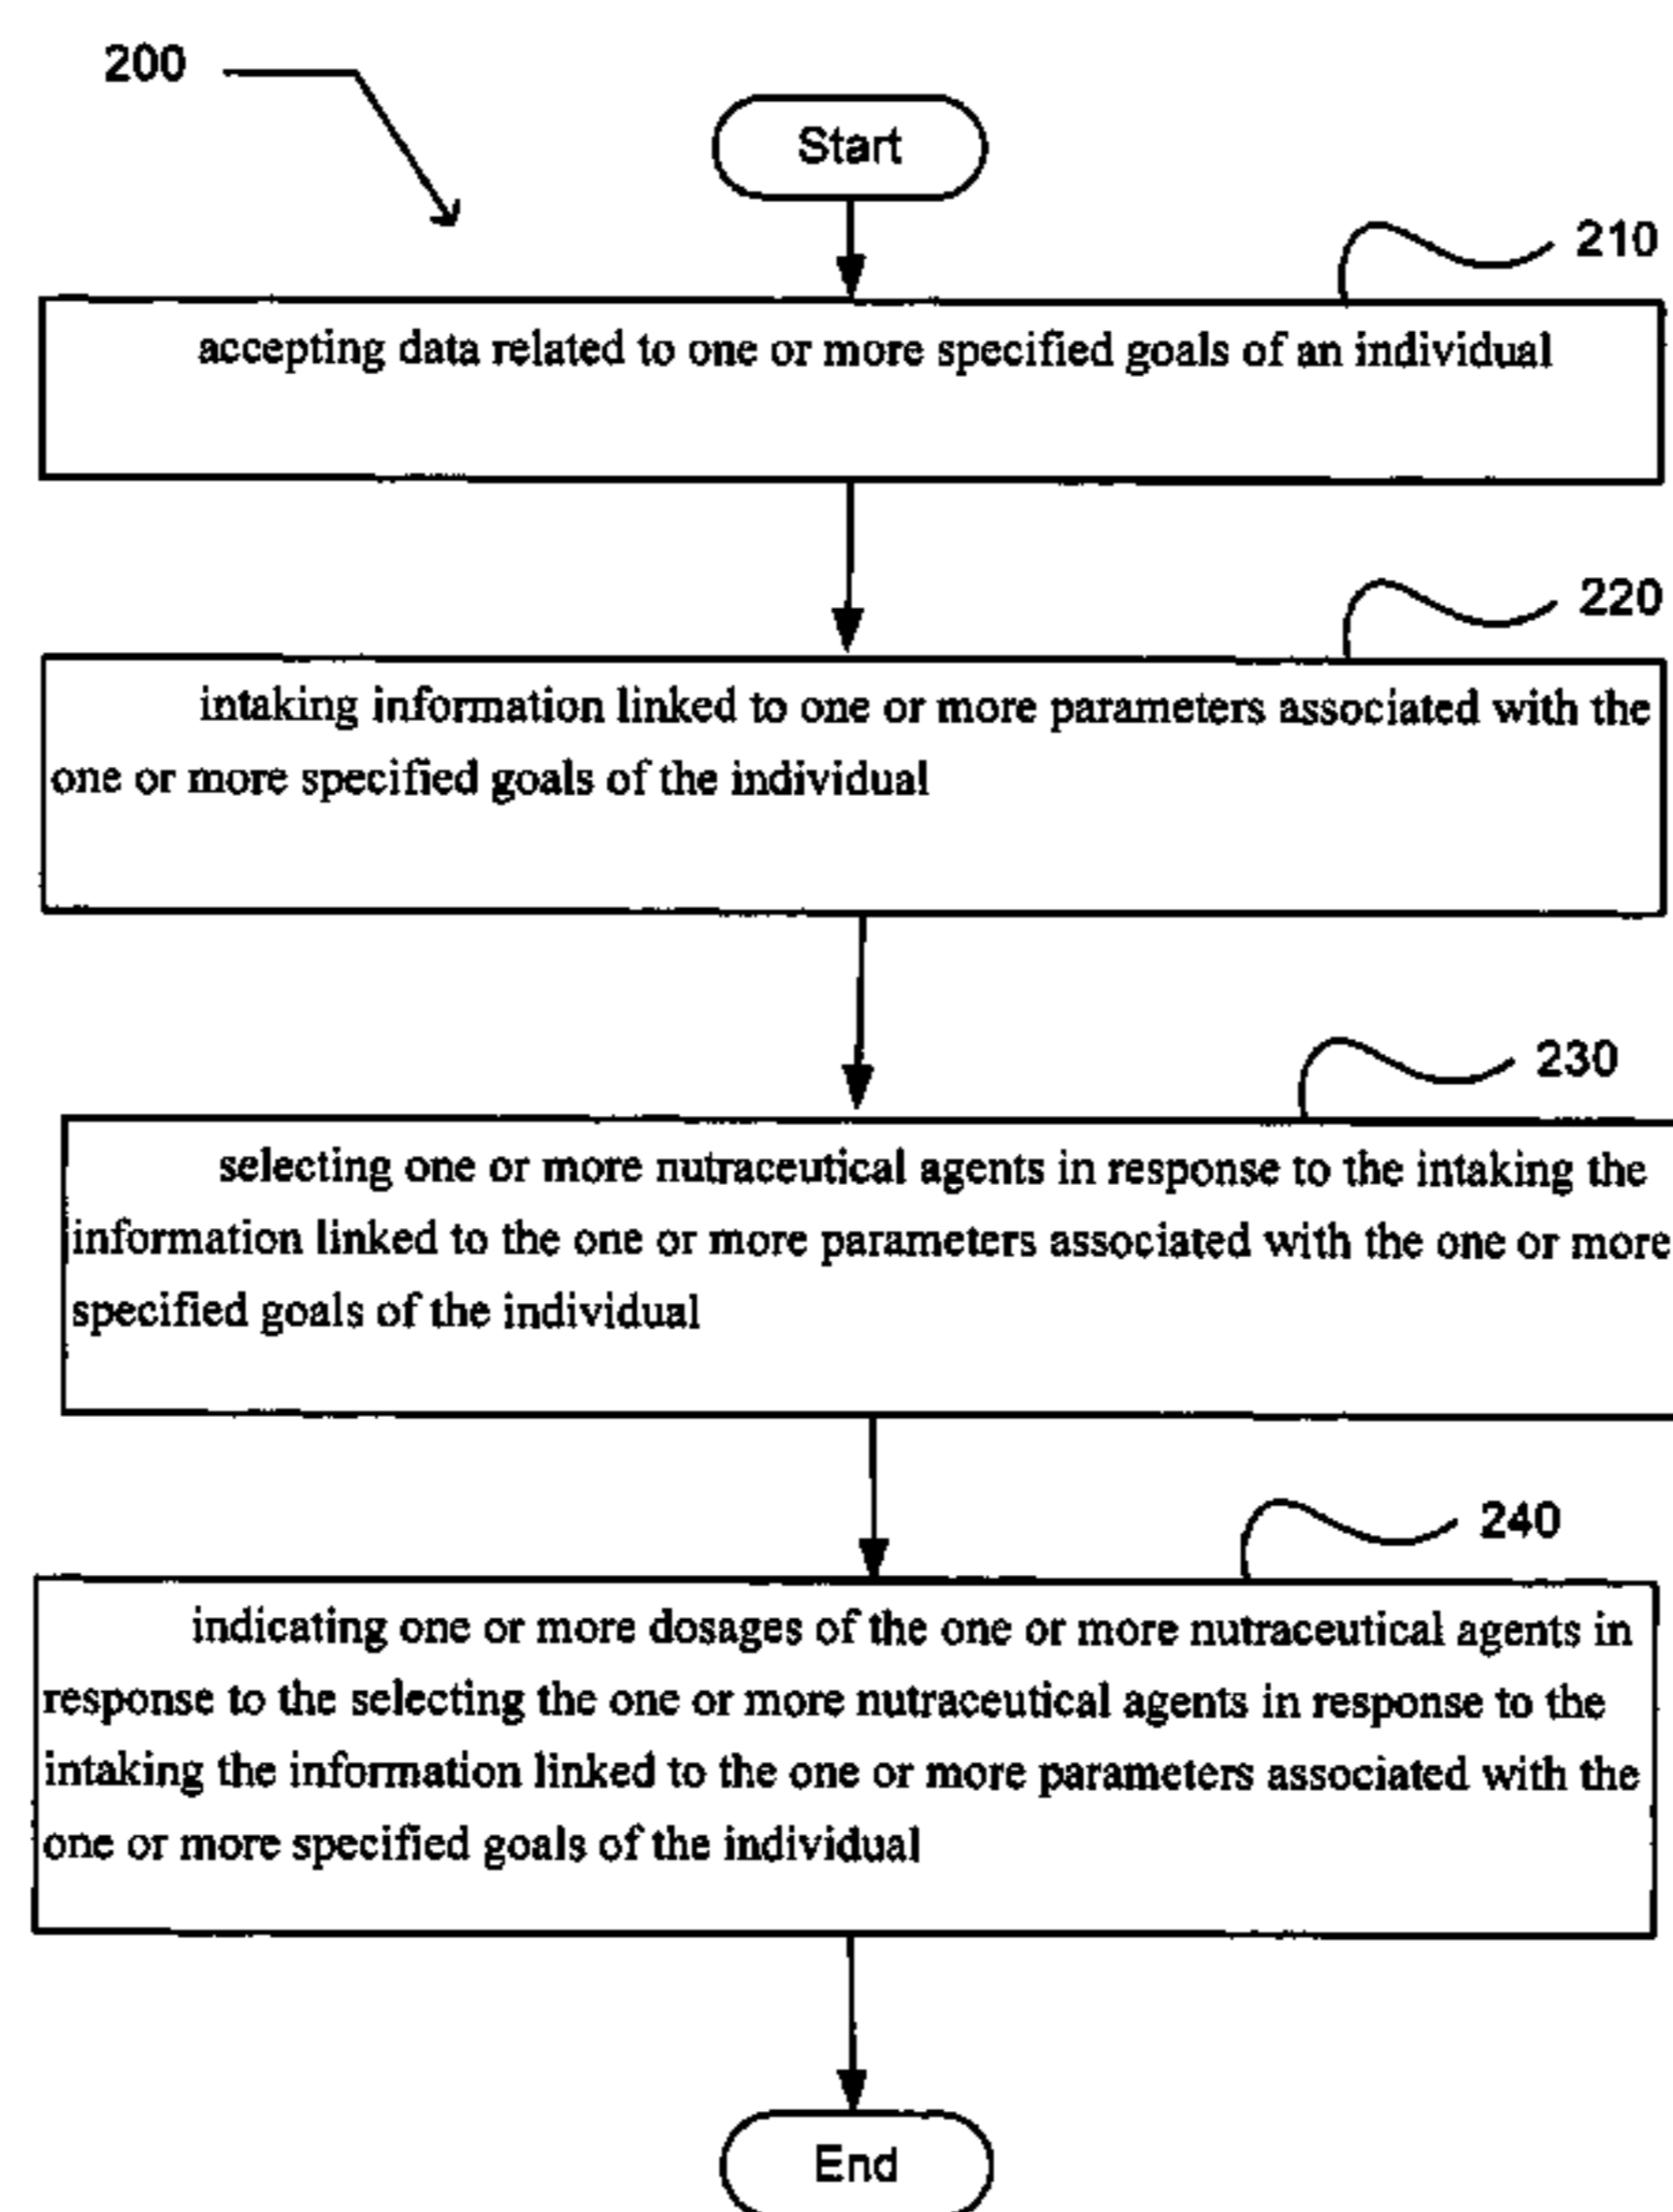 200
Start
210
accepting data related to one or more specified goals of an individual
220
intaking information linked to one or more parameters associated with the
one or more specified goals of the individual
230
selecting one or more nutraceutical agents in response to the intaking the
information linked to the one or more parameters associated with the one or more
specified goals of the individual
240
indicating one or more dosages of the one or more nutraceutical agents in
response to the selecting the one or more nutraceutical agents in response to the
intaking the information linked to the one or more parameters associated with the
one or more specified goals of the individual
End